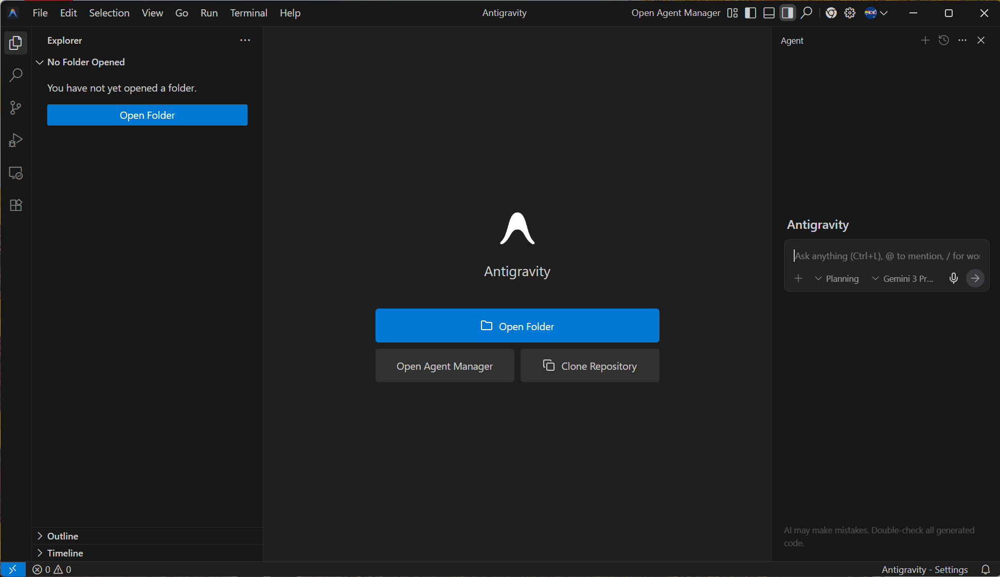 File Edit Selection View Go Run Terminal Help
Antigravity
Open Agent Manager
Explorer
No Folder Opened
You have not yet opened a folder.
Open Folder
Outline
Timeline
Antigravity
Open Folder
Open Agent Manager
Clone Repository
Agent
Antigravity
Ask anything (Ctrl+L), @ to mention, / for wor
Planning
Gemini 3 Pr...
AI may make mistakes. Double-check all generated
code.
0 0
Antigravity - Settings